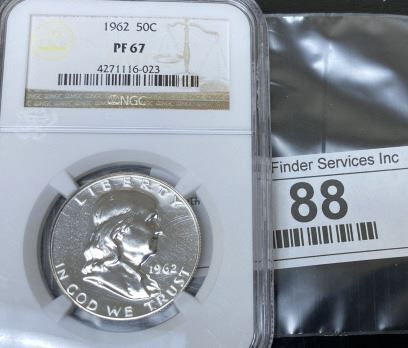 1962 50C
PF 67
4271116-023
NGC
LIBERTY
1962
IN GOD WE TRUST
Finder Services Inc
88